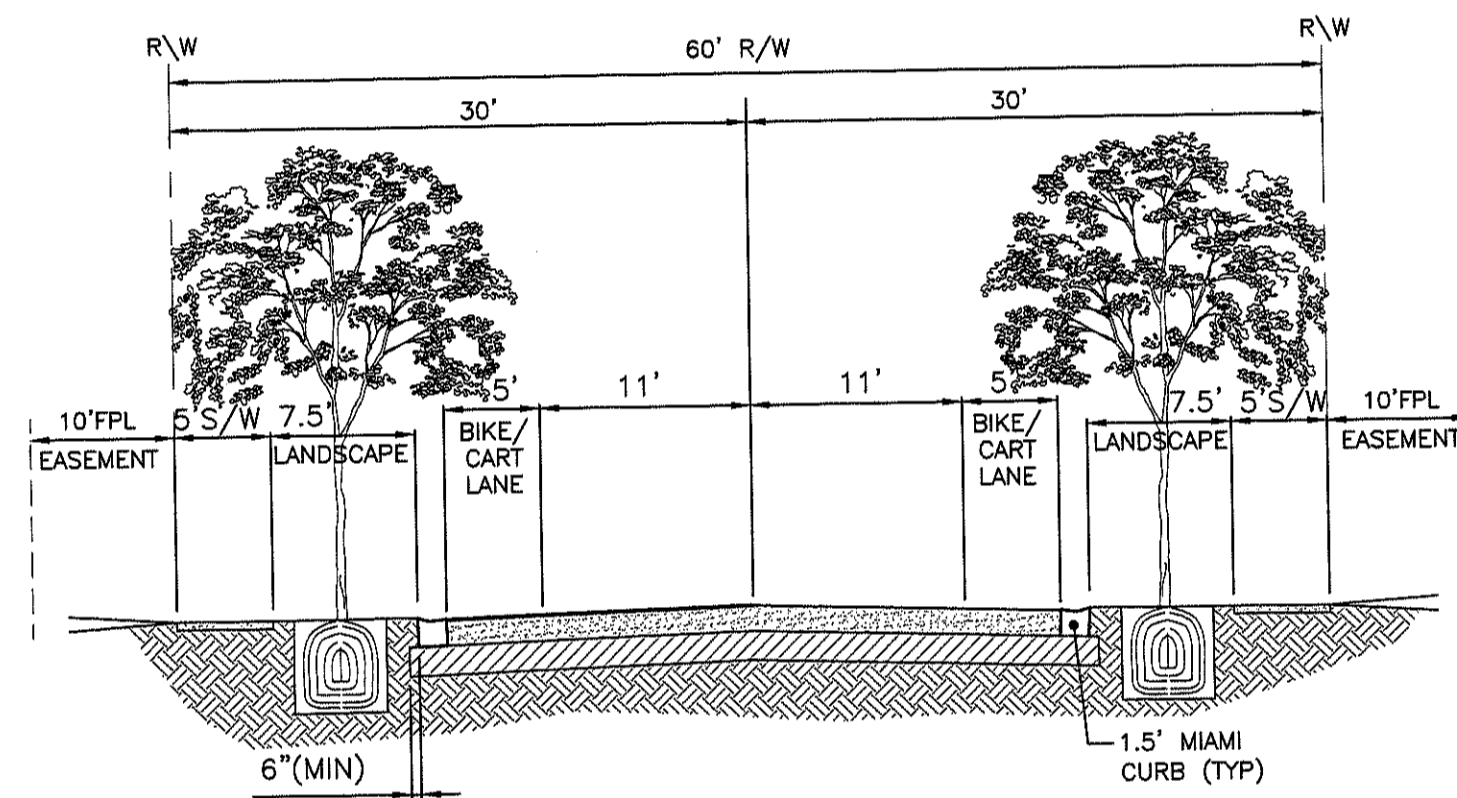 R\W
R\W
60' R/W
30'
30'
5'
11'
11'
5'
10'FPL
EASEMENT
5'S/W
7.5'
LANDSCAPE
BIKE/
CART
LANE
BIKE/
CART
LANE
7.5'
LANDSCAPE
5'S/W
10'FPL
EASEMENT
6"(MIN)
1.5' MIAMI
CURB (TYP)